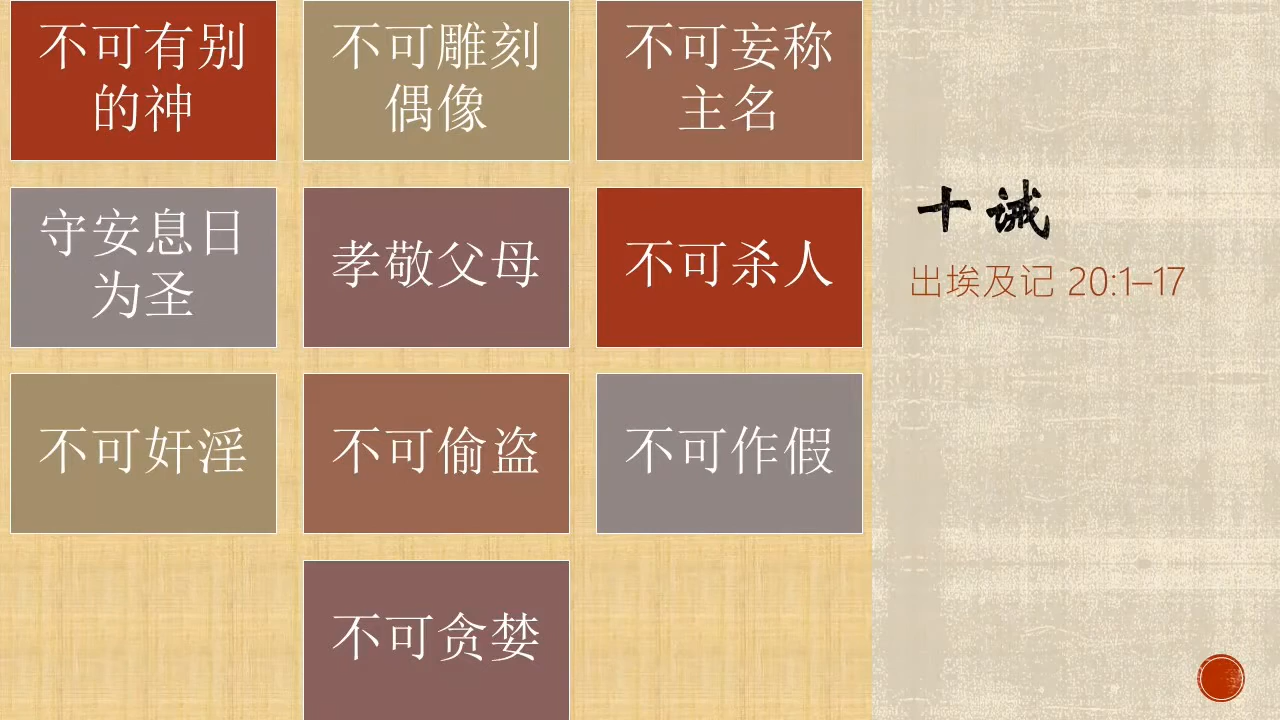 不可有别
的神
不可雕刻
偶像
不可妄称
主名
守安息日
为圣
孝敬父母
不可杀人
不可奸淫
不可偷盗
不可作假
不可贪婪
十诫
出埃及记 20:1–17